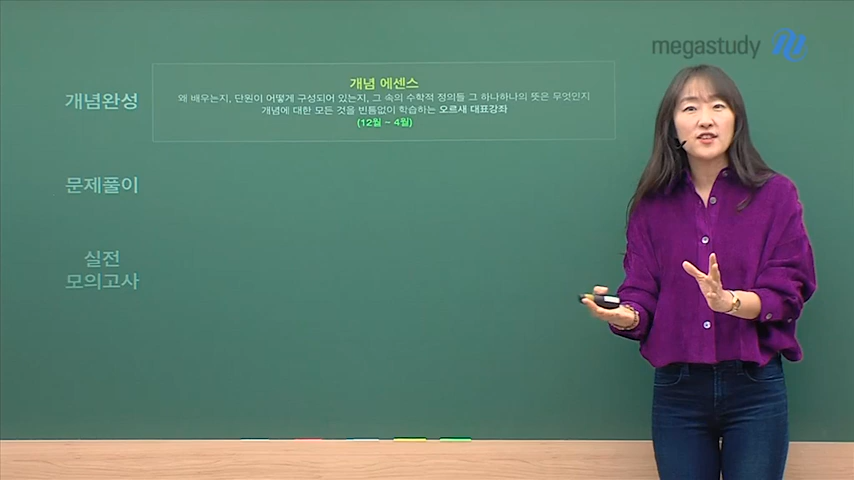 megastudy
개념완성
개념 에센스
왜 배우는지, 단원이 어떻게 구성되어 있는지, 그 속의 수학적 정의들 그 하나하나의 뜻은 무엇인지
개념에 대한 모든 것을 빈틈없이 학습하는 오르새 대표강좌
(12월 ~ 4월)
문제풀이
실전
모의고사